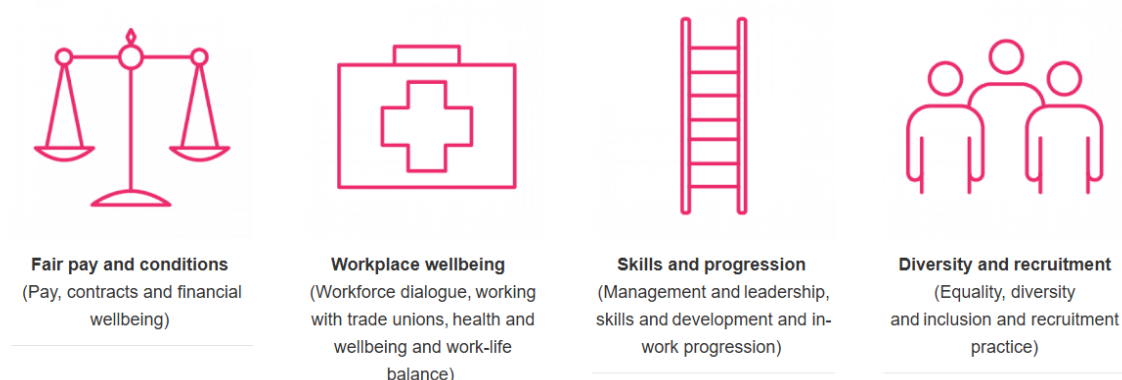 Fair pay and conditions
(Pay, contracts and financial
wellbeing)
Workplace wellbeing
(Workforce dialogue, working
with trade unions, health and
wellbeing and work-life
balance)
Skills and progression
(Management and leadership,
skills and development and in-
work progression)
Diversity and recruitment
(Equality, diversity
and inclusion and recruitment
practice)